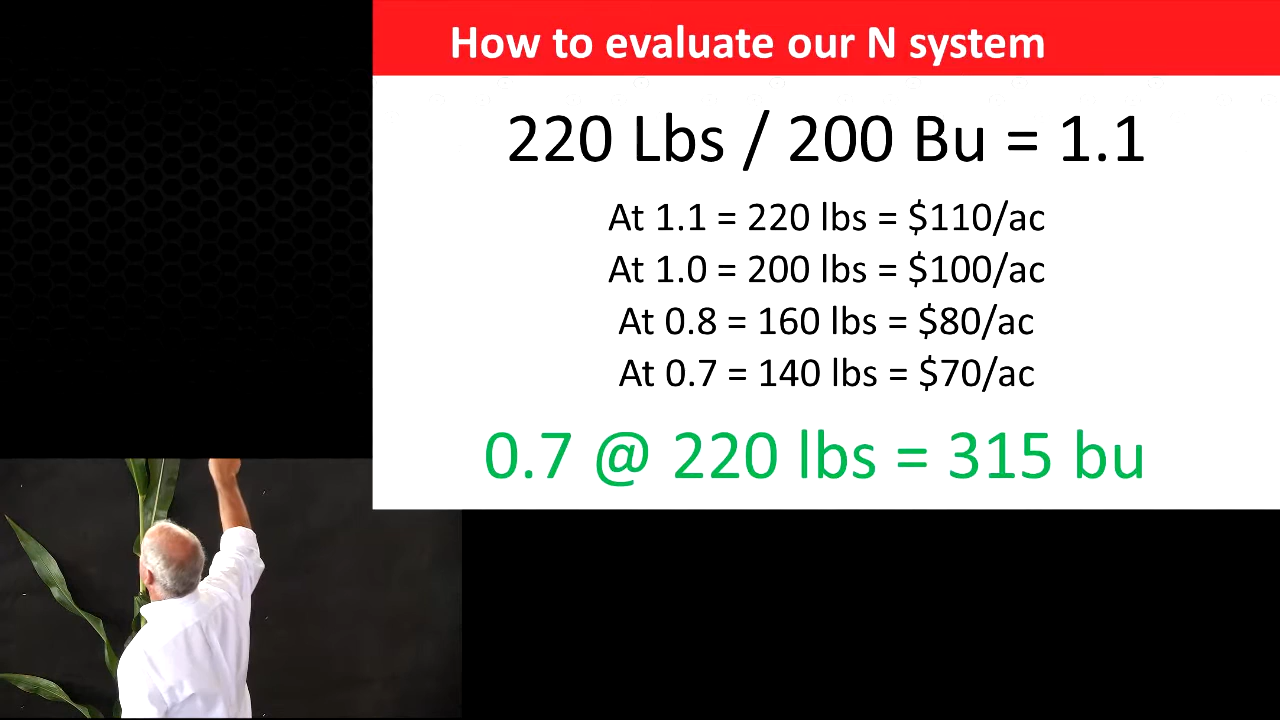 How to evaluate our N system
220 Lbs / 200 Bu = 1.1
At 1.1 = 220 lbs = $110/ac
At 1.0 = 200 lbs = $100/ac
At 0.8 = 160 lbs = $80/ac
At 0.7 = 140 lbs = $70/ac
0.7 @ 220 lbs = 315 bu